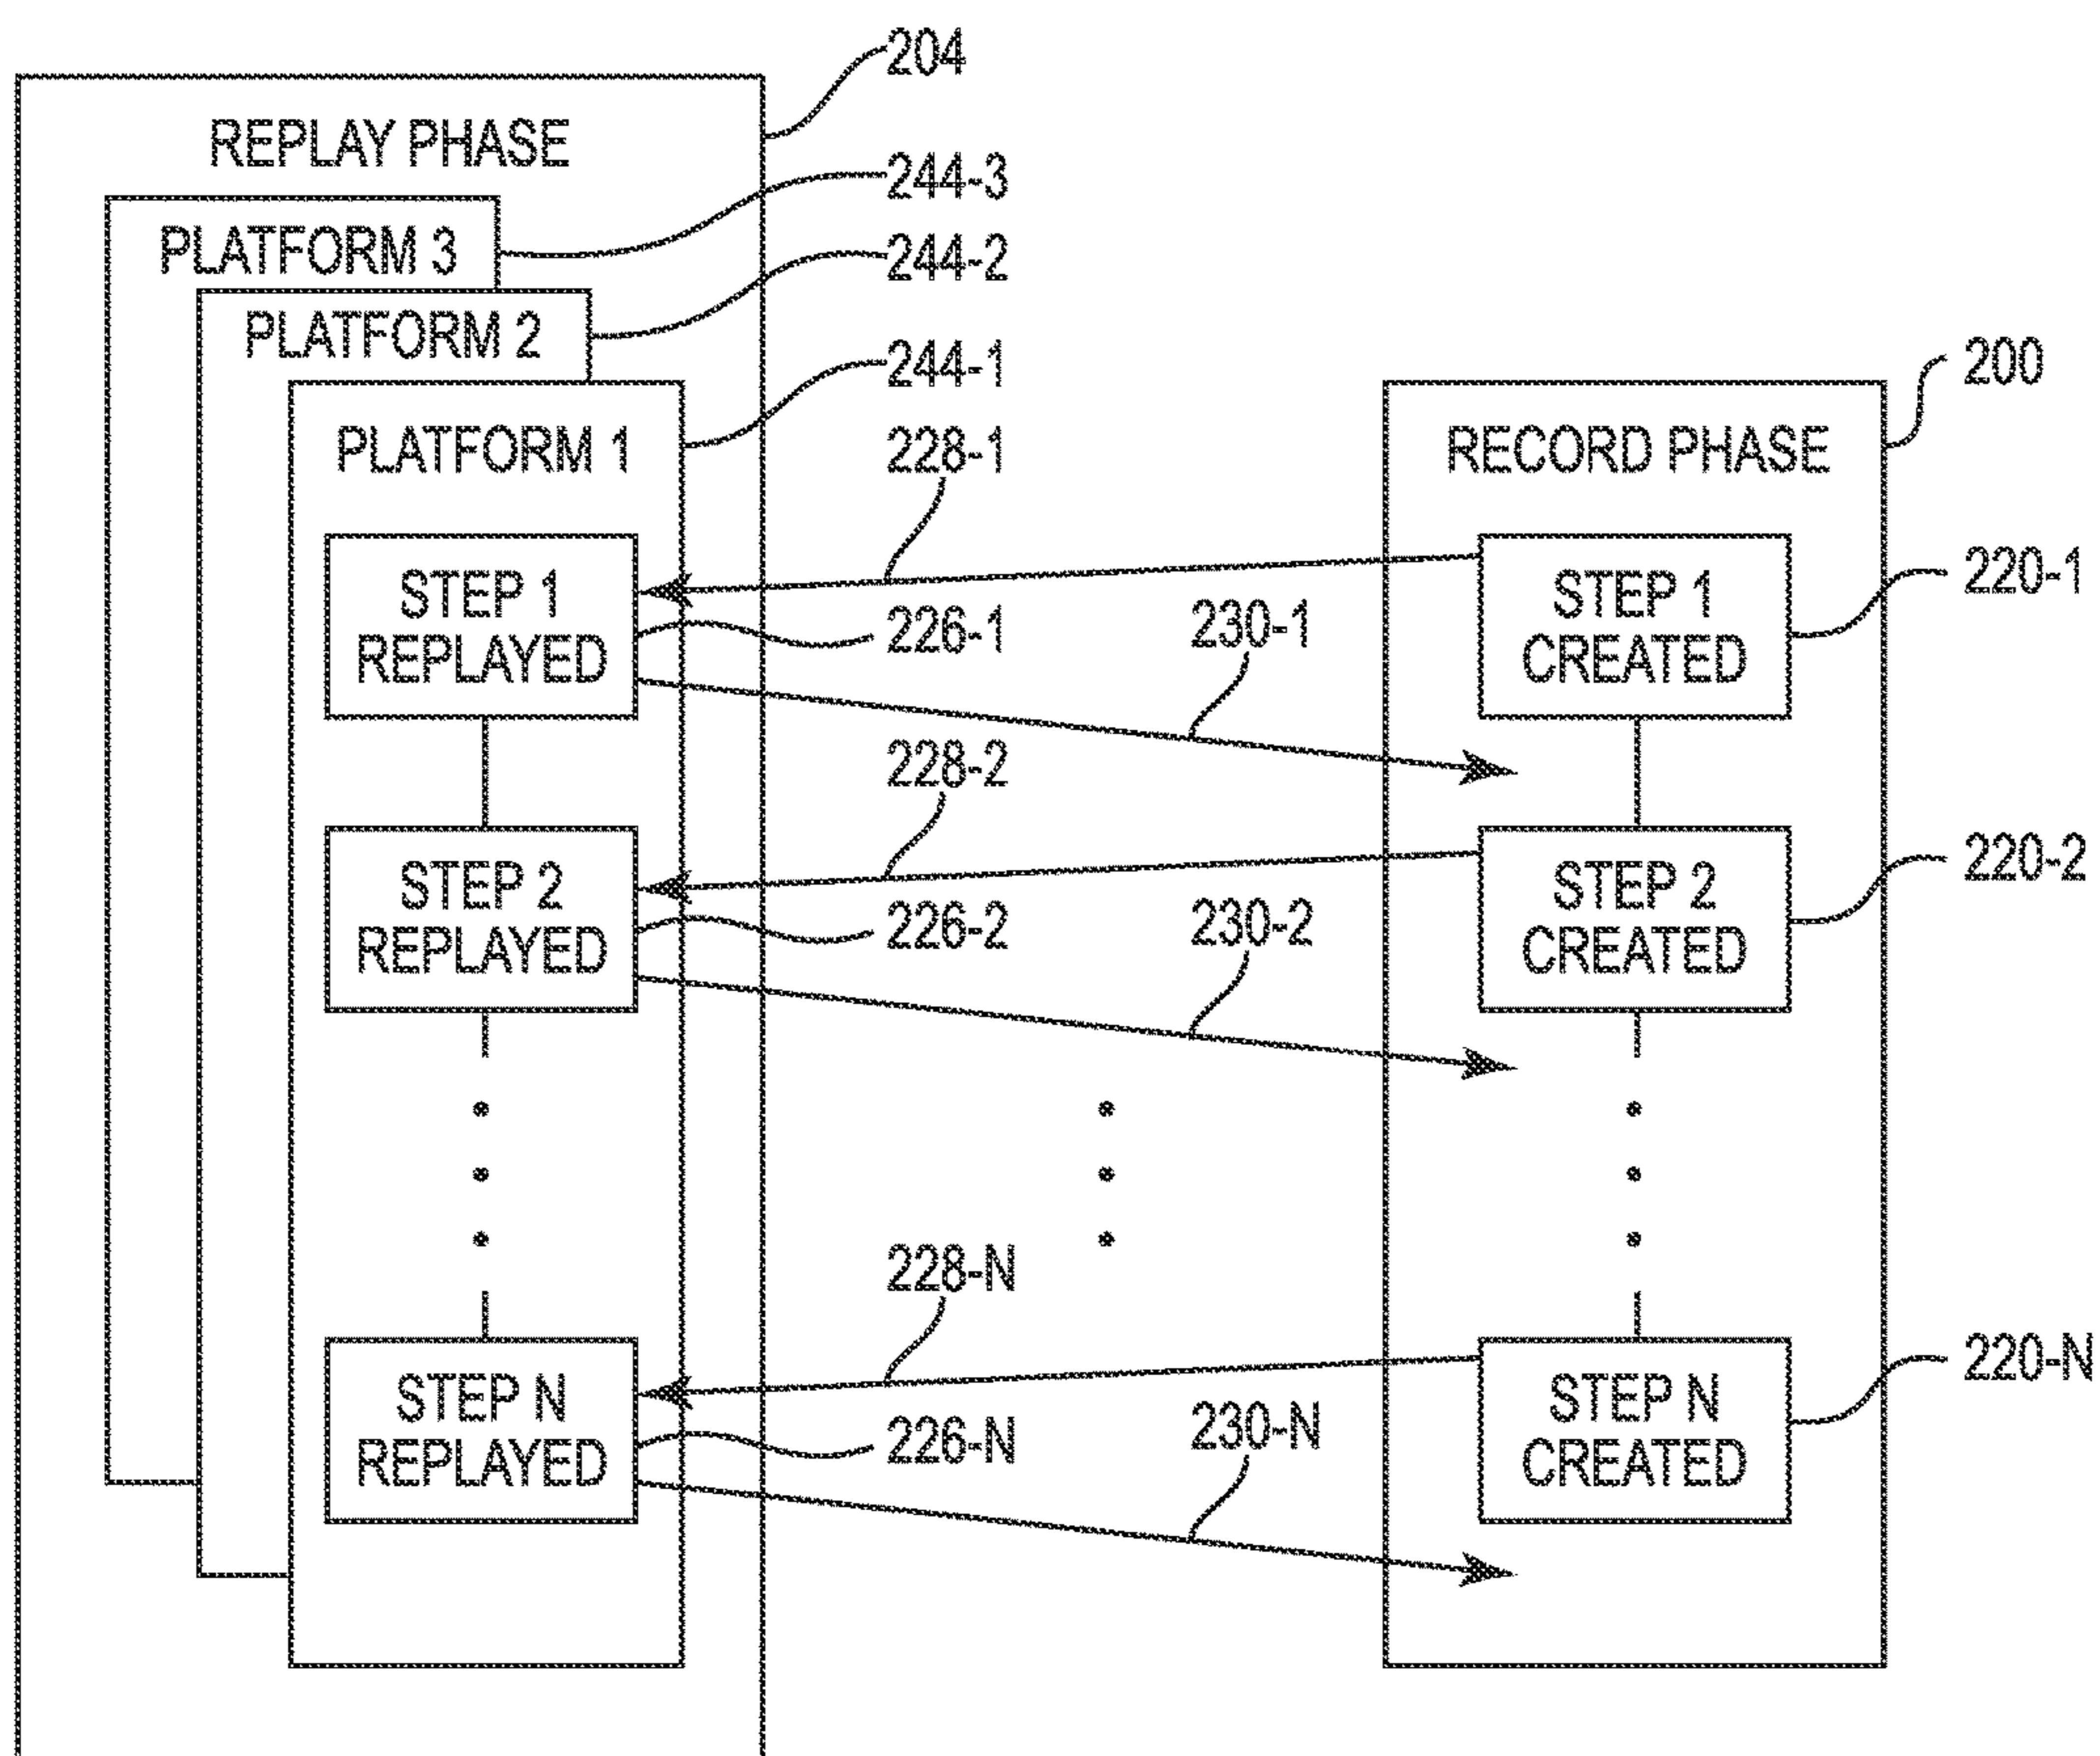 204
REPLAY PHASE
244-3
PLATFORM 3
244-2
PLATFORM 2
244-1
PLATFORM 1
228-1
STEP 1
REPLAYED
226-1
230-1
228-2
STEP 2
REPLAYED
226-2
230-2
228-N
STEP N
REPLAYED
226-N
230-N
200
RECORD PHASE
STEP 1
CREATED
220-1
STEP 2
CREATED
220-2
STEP N
CREATED
220-N